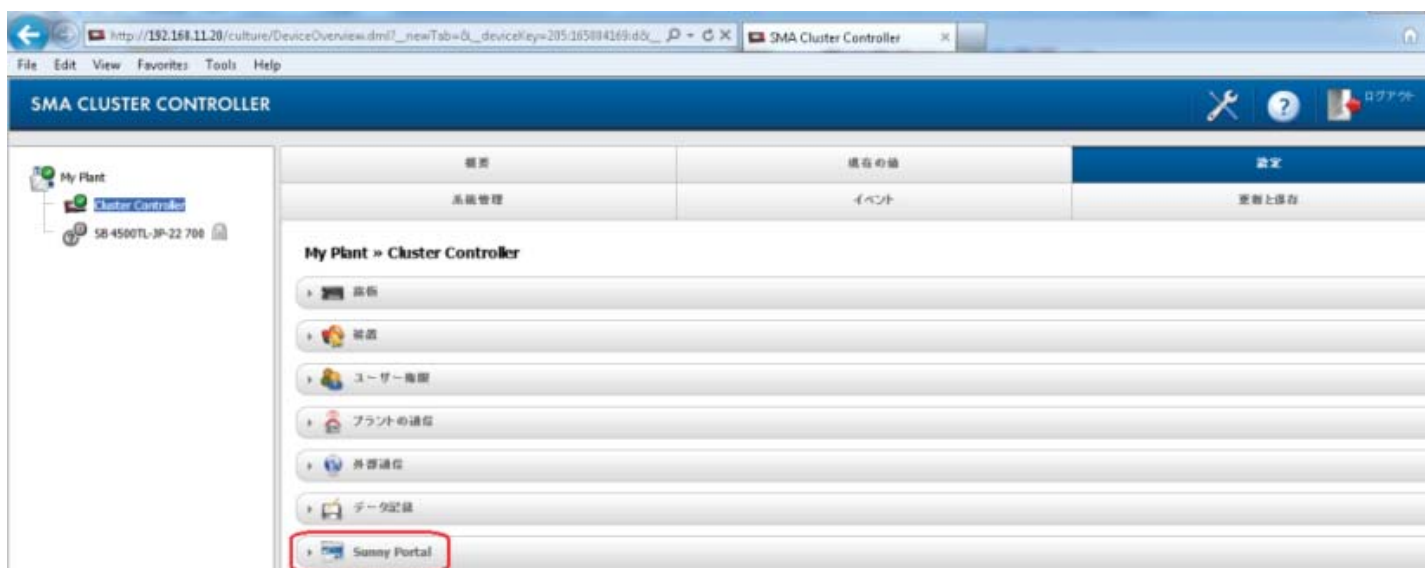 http://192.168.11.20/culture/DeviceOverview.dml?_newTab=&_deviceKey=205:165884169:d&_
SMA Cluster Controller
File Edit View Favorites Tools Help
SMA CLUSTER CONTROLLER
ログアウト
My Plant
Cluster Controller
SB 4500TL-JP-22 700
概要
現在の値
設定
系統管理
イベント
更新と保存
My Plant » Cluster Controller
装置
ユーザー権限
プラントの通信
外部通信
データ記録
Sunny Portal